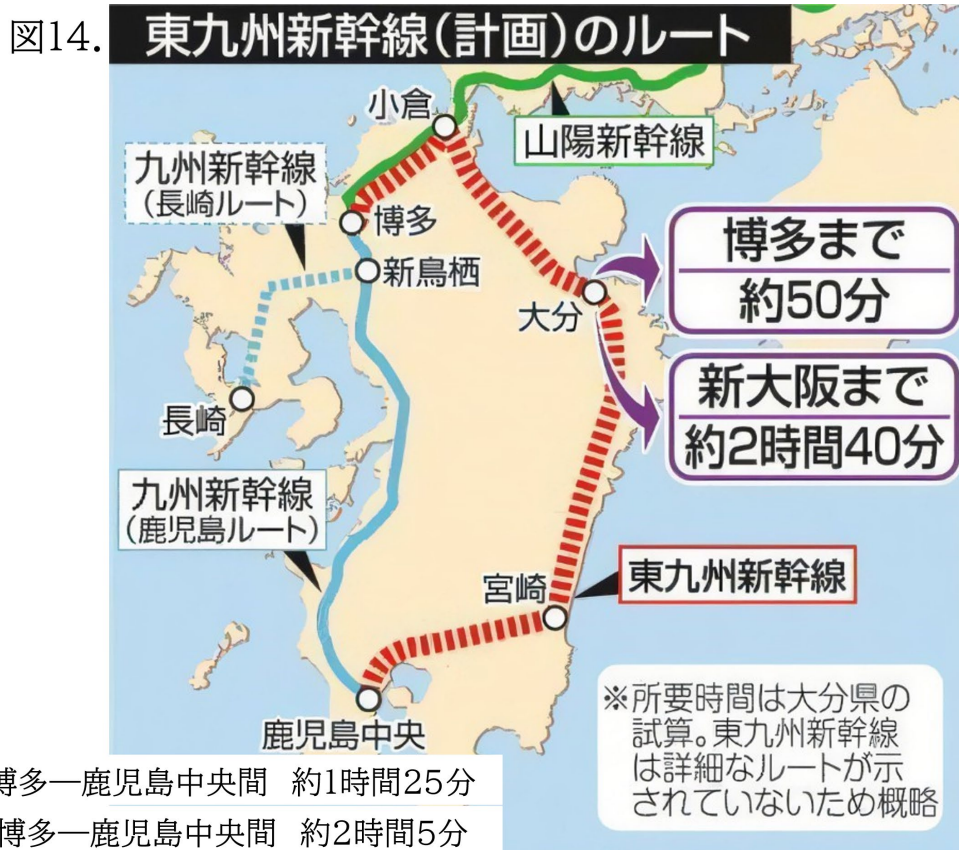 図14.
東九州新幹線(計画)のルート
小倉
山陽新幹線
九州新幹線
(長崎ルート)
博多
新鳥栖
博多まで
約50分
大分
新大阪まで
約2時間40分
長崎
九州新幹線
(鹿児島ルート)
宮崎
東九州新幹線
鹿児島中央
※所要時間は大分県の
試算。東九州新幹線
は詳細なルートが示
されていないため概略
博多―鹿児島中央間 約1時間25分
博多―鹿児島中央間 約2時間5分